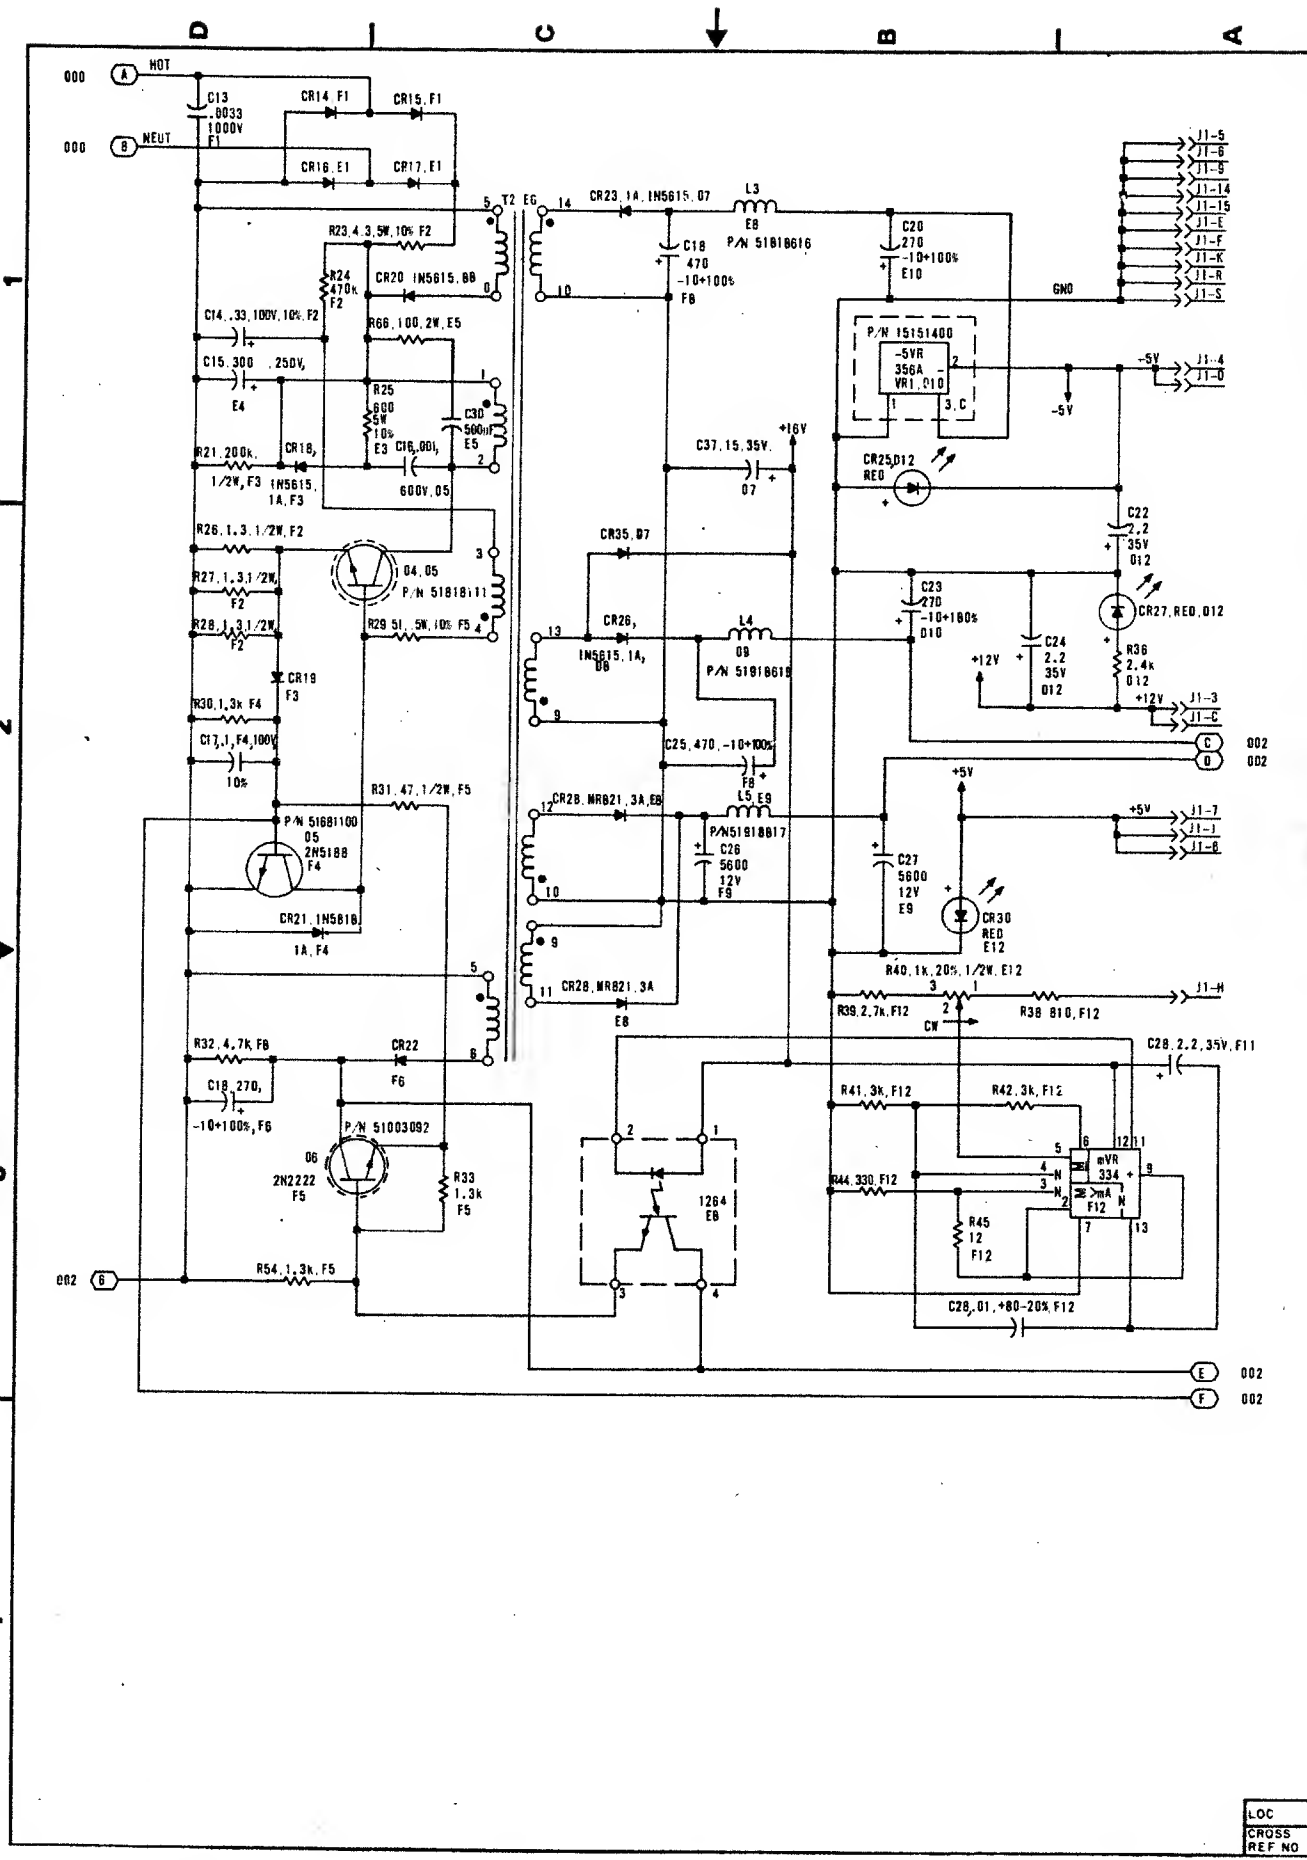 D C B A
000 A HOT
000 B NEUT
C13
.0033
1000V
F1
CR14,F1
CR15,F1
CR16,E1
CR17,E1
R23,4.3,5W,10% F2
R24
470k
F2
CR20 1N5615,BB
R66,100,2W,E5
C14,.33,100V,10%,F2
C15,300 ,250V,
E4
R25
600
5W
10%
E3
C30
500pF
E5
R21,200k,
1/2W,F3
CR18,
1N5615,
1A,F3
C16,.001,
600V,05
5 T2 E6 14
6 10
1
2
3
4
R26,1.3,1/2W,F2
R27,1.3,1/2W,
F2
R28,1.3,1/2W,
F2
04,05
P/N 51818111
R29 51,.5W,10% F5
CR19
F3
R30,1.3k F4
C17,.1,F4,100V
10%
R31,47,1/2W,F5
P/N 51681100
05
2N5188
F4
CR21,1N5818
1A,F4
CR23,1A,1N5615,07
L3
E8
P/N 51818616
C18
470
-10+100%
F8
C20
270
-10+100%
E10
GND
J1-5
J1-6
J1-9
J1-14
J1-15
J1-E
J1-F
J1-K
J1-R
J1-S
P/N 15151400
-5VR
356A
VR1,D10
2
1 3,C
-5V
-5V
J1-4
J1-D
+16V
C37,15,35V,
07
CR25,D12
RED
C22
2.2
35V
D12
CR35,07
13
CR26,
1N5615,1A,
D8
L4
09
P/N 51918619
C23
270
-10+100%
D10
C24
2.2
35V
D12
CR27,RED,D12
R36
2.4k
D12
+12V
+12V
J1-3
J1-C
C 002
D 002
9
C25,470,-10+100%
F8
12
CR28,MR821,3A,E8
L5,E9
P/N51918817
C26
5600
12V
F9
C27
5600
12V
E9
+5V
+5V
J1-7
J1-J
J1-8
CR30
RED
E12
10
9
11
CR28,MR821,3A
E8
R40,1k,20%,1/2W,E12
3 1
2
CW
R39,2.7k,F12
R38 810,F12
J1-H
5
6
R32,4.7k,F6
CR22
F6
C18,270,
-10+100%,F6
P/N 51003092
06
2N2222
F5
R33
1.3k
F5
R54,1.3k,F5
002 G
2 1
1264
E8
3 4
C28,2.2,35V,F11
R41,3k,F12
R42,3k,F12
R44,330,F12
R45
12
F12
6 12 11
5
4
3
2
9
7 13
mVR
334
>mA
F12
N
C28,.01,+80-20%,F12
E 002
F 002
1
2
LOC
CROSS
REF NO